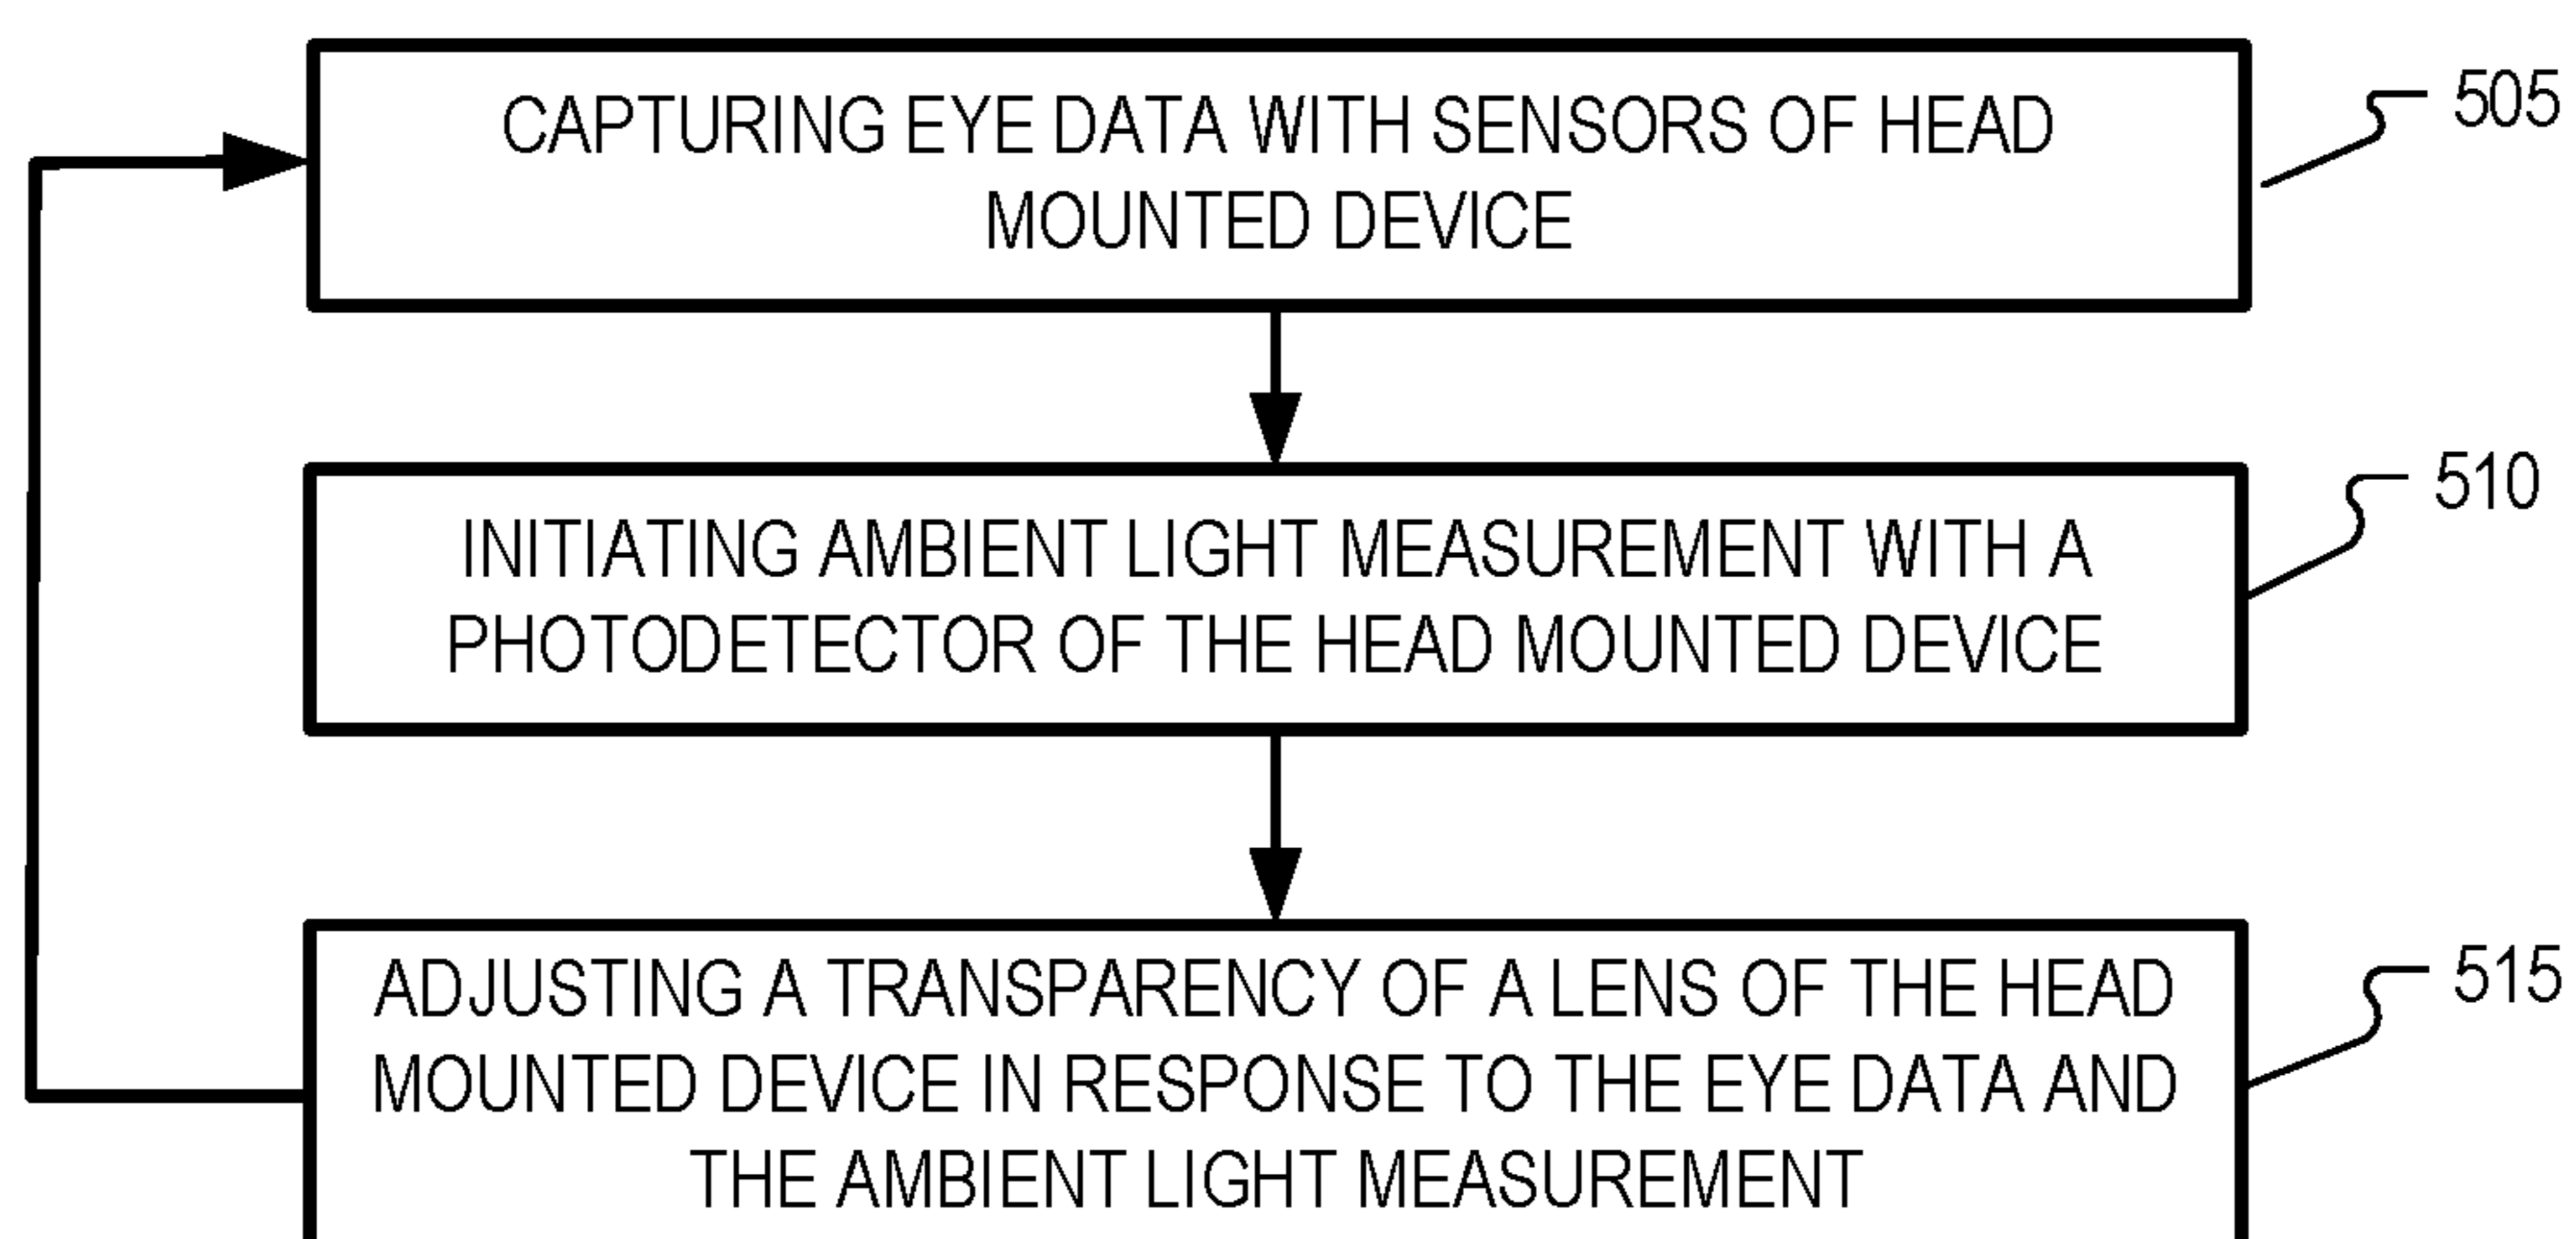 CAPTURING EYE DATA WITH SENSORS OF HEAD
MOUNTED DEVICE
505
INITIATING AMBIENT LIGHT MEASUREMENT WITH A
PHOTODETECTOR OF THE HEAD MOUNTED DEVICE
510
ADJUSTING A TRANSPARENCY OF A LENS OF THE HEAD
MOUNTED DEVICE IN RESPONSE TO THE EYE DATA AND
THE AMBIENT LIGHT MEASUREMENT
515